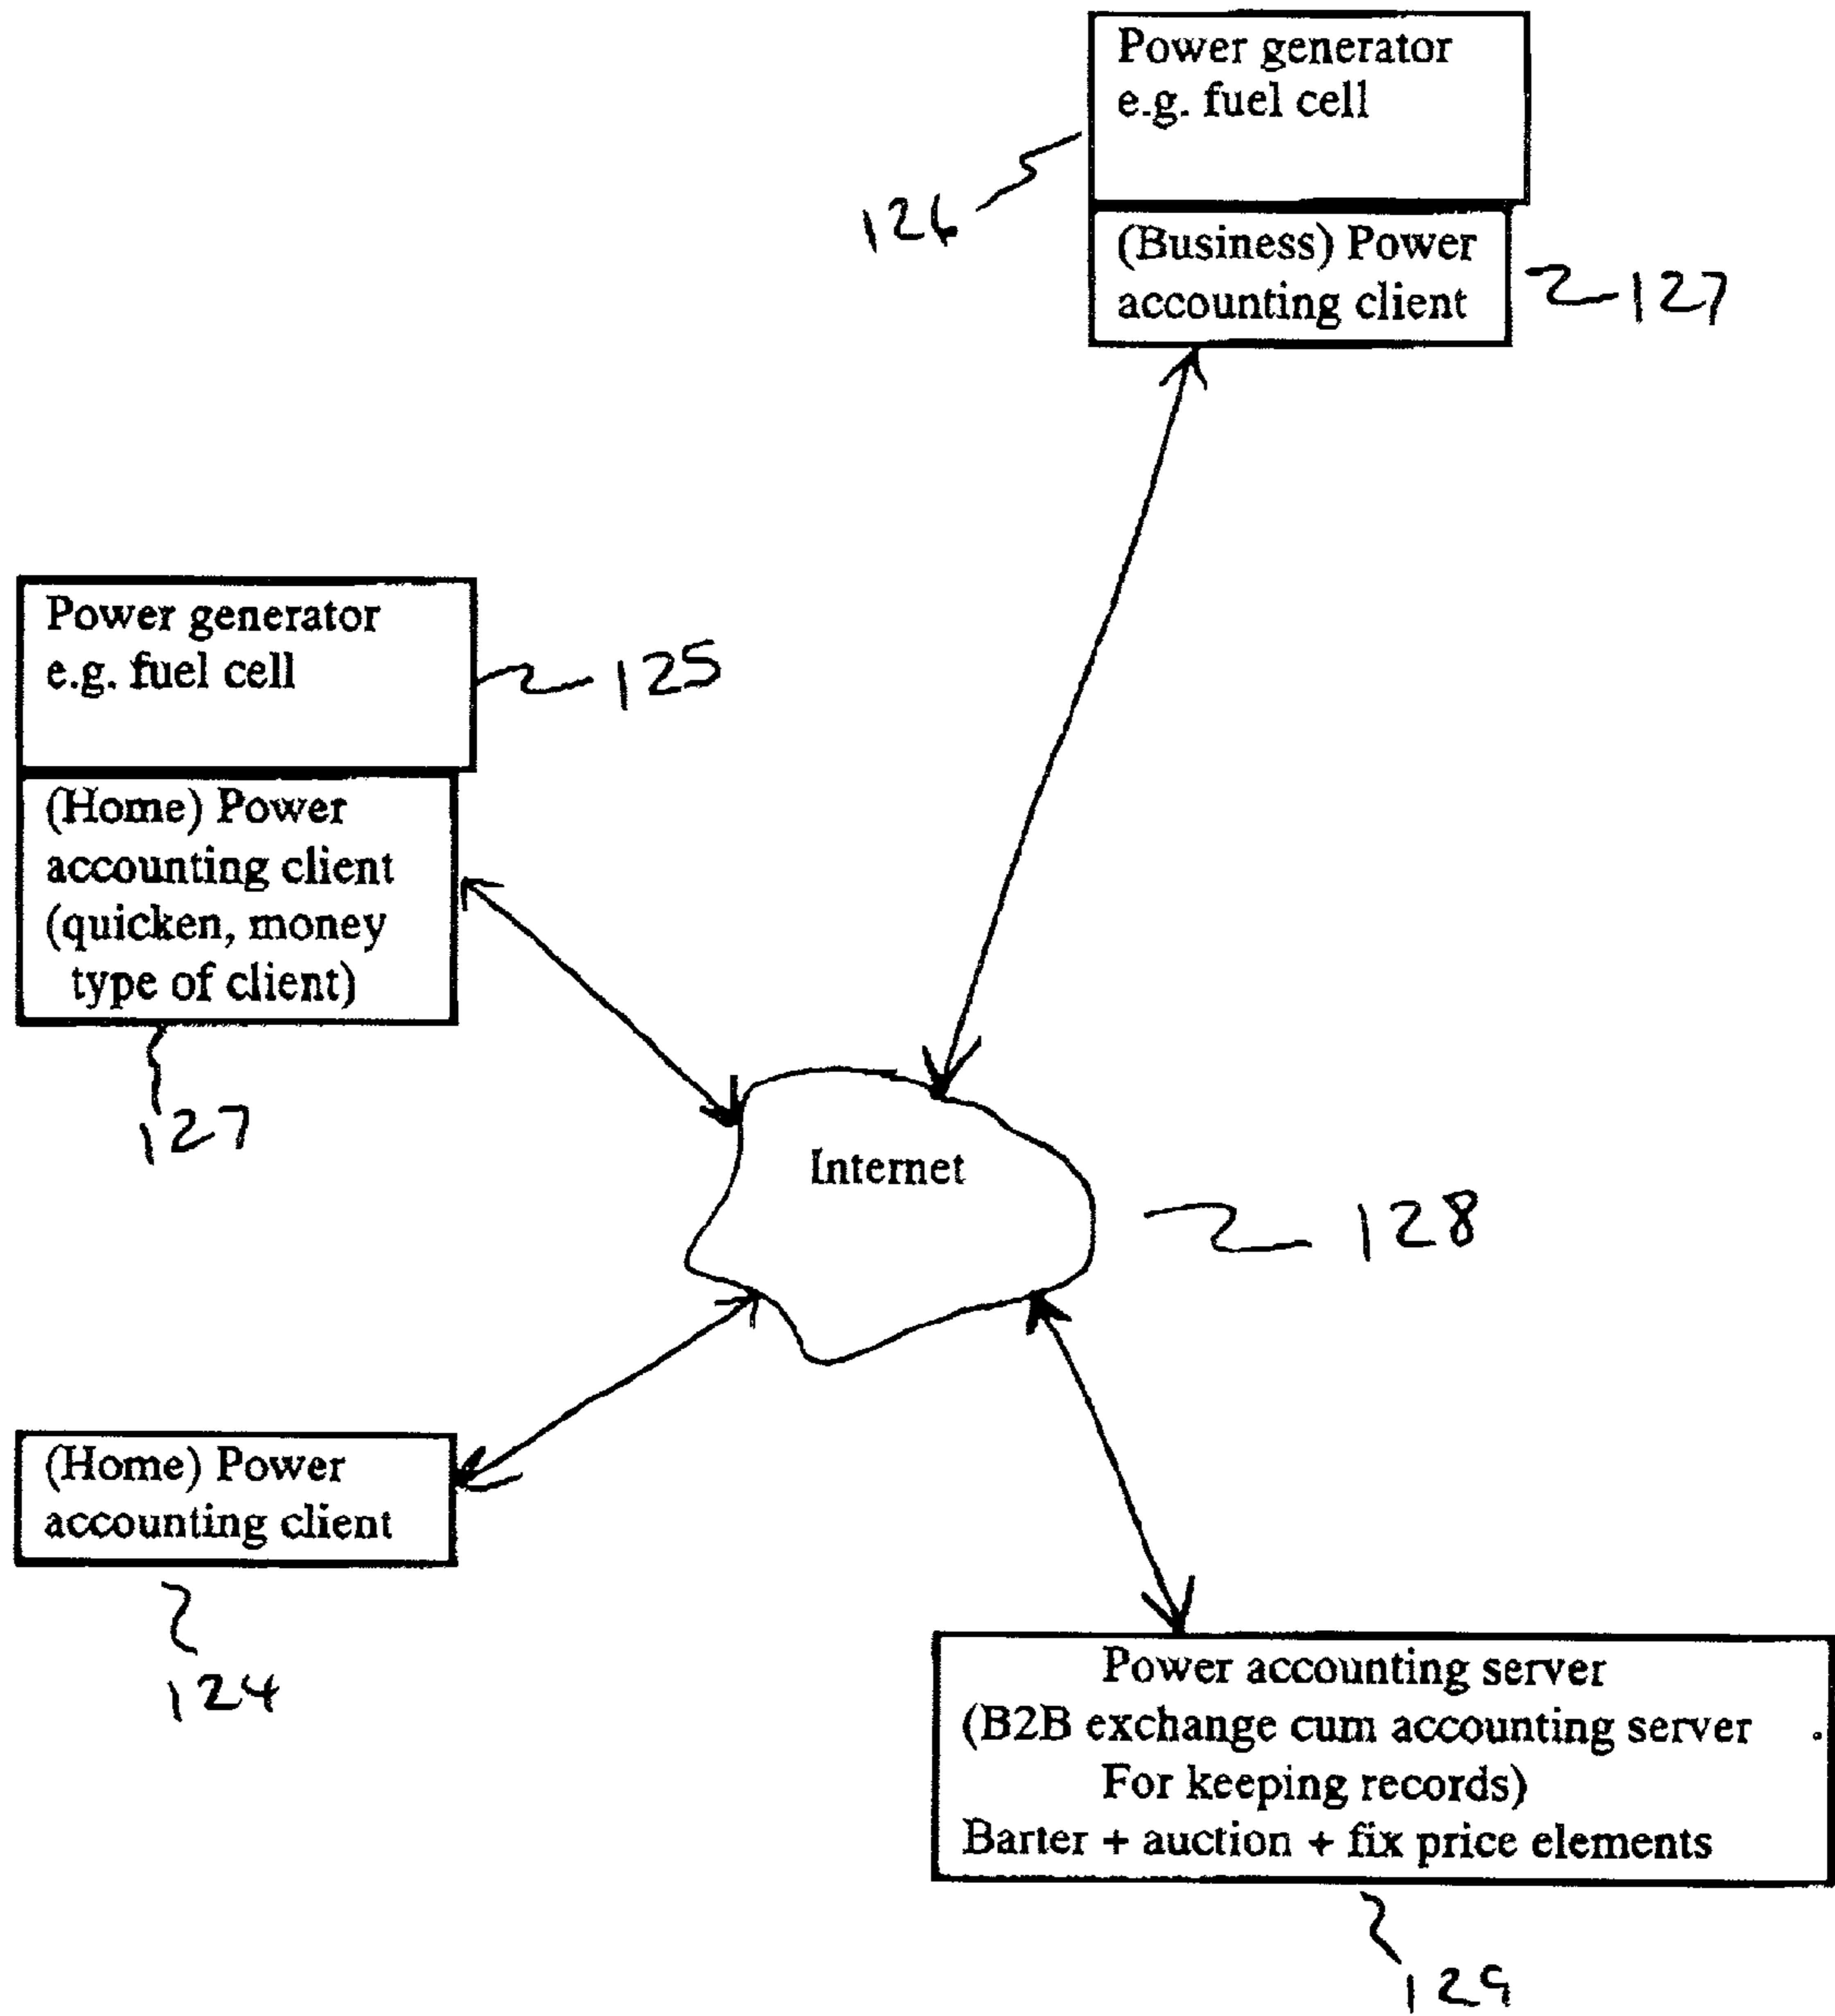 Power generator
e.g. fuel cell
126
(Business) Power
accounting client
127
Power generator
e.g. fuel cell
125
(Home) Power
accounting client
(quicken, money
type of client)
127
Internet
128
(Home) Power
accounting client
124
Power accounting server
(B2B exchange cum accounting server
For keeping records)
Barter + auction + fix price elements
129